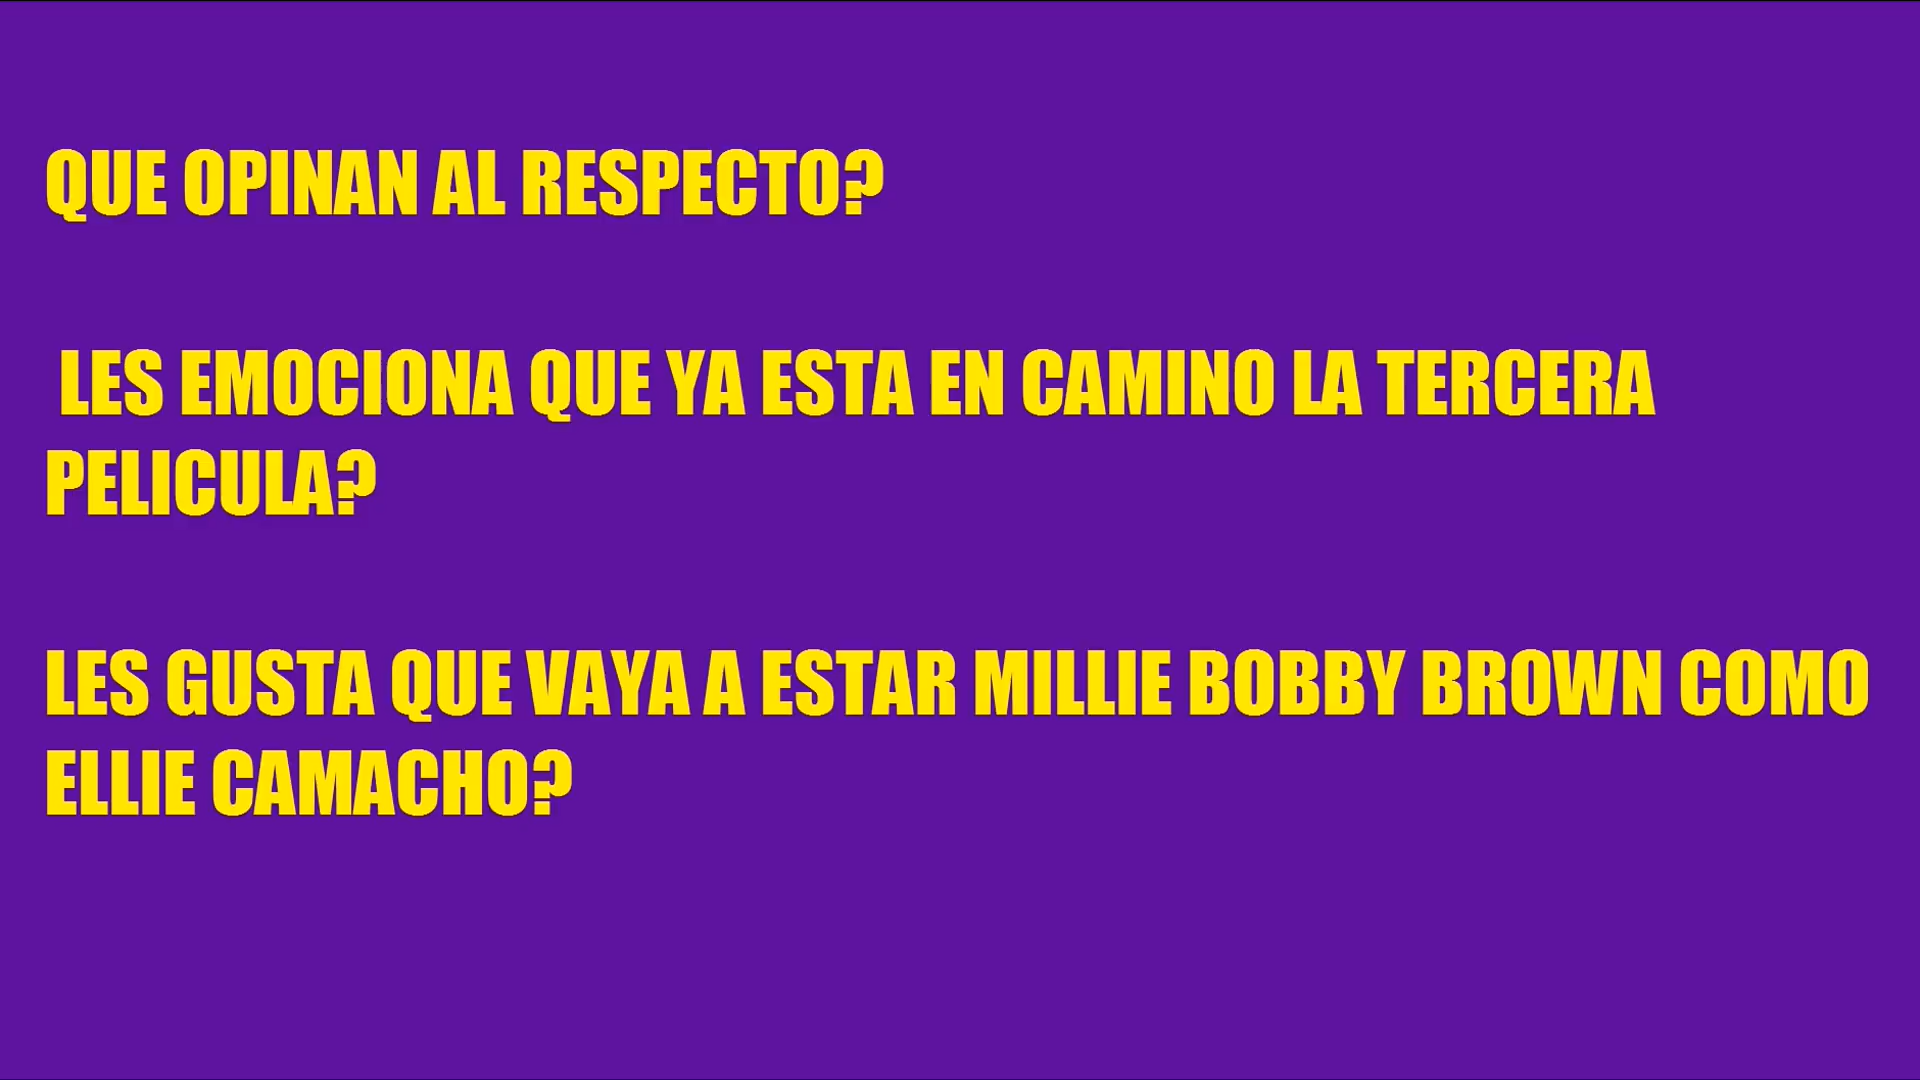 QUE OPINAN AL RESPECTO?
LES EMOCIONA QUE YA ESTA EN CAMINO LA TERCERA
PELICULA?
LES GUSTA QUE VAYA A ESTAR MILLIE BOBBY BROWN COMO
ELLIE CAMACHO?